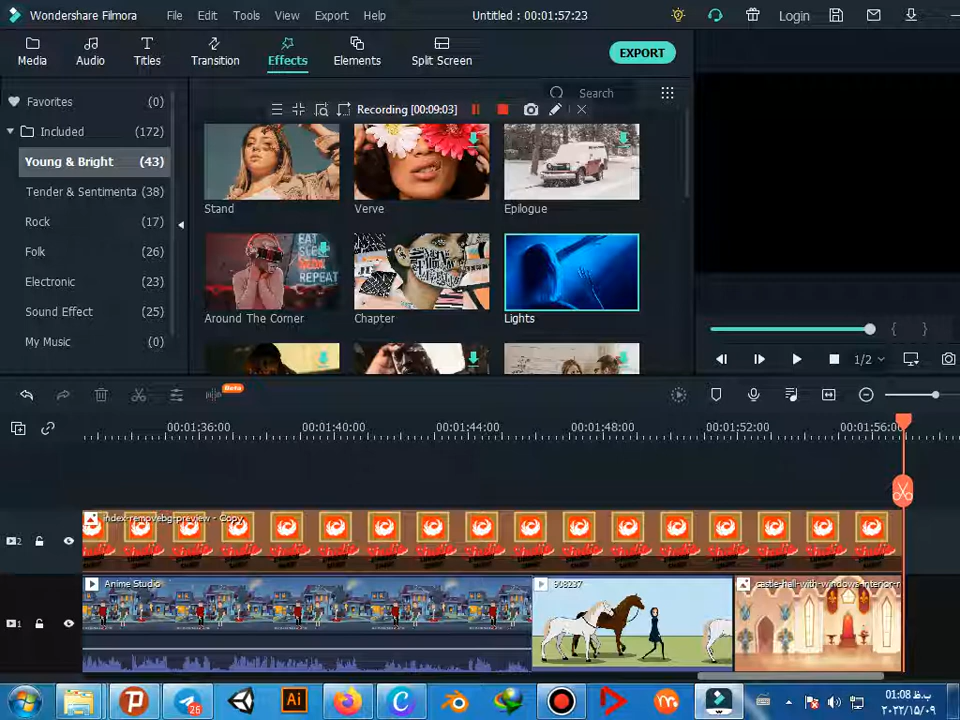 Wondershare Filmora
File
Edit
Tools
View
Export
Help
Untitled : 00:01:57:23
Login
Media
Audio
Titles
Transition
Effects
Elements
Split Screen
EXPORT
Favorites (0)
Included (172)
Young & Bright (43)
Tender & Sentimenta (38)
Rock (17)
Folk (26)
Electronic (23)
Sound Effect (25)
My Music (0)
Search
Recording [00:09:03]
Stand
Verve
Epilogue
EAT
REPEAT
Around The Corner
Chapter
Lights
1/2
Beta
00:01:36:00
00:01:40:00
00:01:44:00
00:01:48:00
00:01:52:00
00:01:56:00
index-removebg-preview - Copy
2
Anime Studio
908237
castle-hall-with-windows-interior-r
1
26
Ai
01:08 ب.ظ
۲۰۲۲/۱۵/۰۹